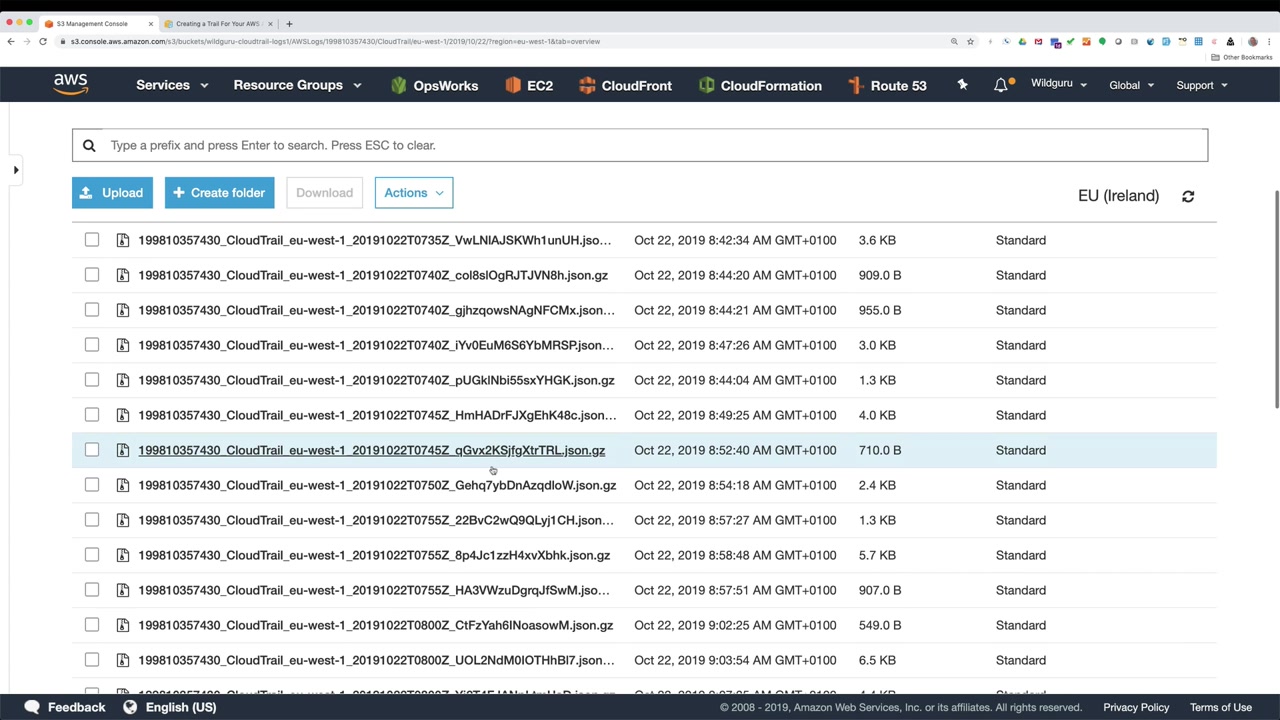 S3 Management Console
Creating a Trail For Your AWS
s3.console.aws.amazon.com/s3/buckets/wildguru-cloudtrail-logs1/AWSLogs/199810357430/CloudTrail/eu-west-1/2019/10/22/?region=eu-west-1&tab=overview
Other Bookmarks
aws
Services
Resource Groups
OpsWorks
EC2
CloudFront
CloudFormation
Route 53
Wildguru
Global
Support
Type a prefix and press Enter to search. Press ESC to clear.
Upload
Create folder
Download
Actions
EU (Ireland)
199810357430_CloudTrail_eu-west-1_20191022T0735Z_VwLNlAJSKWh1unUH.jso… Oct 22, 2019 8:42:34 AM GMT+0100 3.6 KB Standard
199810357430_CloudTrail_eu-west-1_20191022T0740Z_col8slOgRJTJVN8h.json.gz Oct 22, 2019 8:44:20 AM GMT+0100 909.0 B Standard
199810357430_CloudTrail_eu-west-1_20191022T0740Z_gjhzqowsNAgNFCMx.json… Oct 22, 2019 8:44:21 AM GMT+0100 955.0 B Standard
199810357430_CloudTrail_eu-west-1_20191022T0740Z_iYv0EuM6S6YbMRSP.json… Oct 22, 2019 8:47:26 AM GMT+0100 3.0 KB Standard
199810357430_CloudTrail_eu-west-1_20191022T0740Z_pUGklNbi55sxYHGK.json.gz Oct 22, 2019 8:44:04 AM GMT+0100 1.3 KB Standard
199810357430_CloudTrail_eu-west-1_20191022T0745Z_HmHADrFJXgEhK48c.json… Oct 22, 2019 8:49:25 AM GMT+0100 4.0 KB Standard
199810357430_CloudTrail_eu-west-1_20191022T0745Z_qGvx2KSjfgXtrTRL.json.gz Oct 22, 2019 8:52:40 AM GMT+0100 710.0 B Standard
199810357430_CloudTrail_eu-west-1_20191022T0750Z_Gehq7ybDnAzqdloW.json.gz Oct 22, 2019 8:54:18 AM GMT+0100 2.4 KB Standard
199810357430_CloudTrail_eu-west-1_20191022T0755Z_22BvC2wQ9QLyj1CH.json… Oct 22, 2019 8:57:27 AM GMT+0100 1.3 KB Standard
199810357430_CloudTrail_eu-west-1_20191022T0755Z_8p4Jc1zzH4xvXbhk.json.gz Oct 22, 2019 8:58:48 AM GMT+0100 5.7 KB Standard
199810357430_CloudTrail_eu-west-1_20191022T0755Z_HA3VWzuDgrqJfSwM.jso… Oct 22, 2019 8:57:51 AM GMT+0100 907.0 B Standard
199810357430_CloudTrail_eu-west-1_20191022T0800Z_CtFzYah6INoasowM.json.gz Oct 22, 2019 9:02:25 AM GMT+0100 549.0 B Standard
199810357430_CloudTrail_eu-west-1_20191022T0800Z_UOL2NdM0IOTHhBl7.json… Oct 22, 2019 9:03:54 AM GMT+0100 6.5 KB Standard
Feedback
English (US)
© 2008 - 2019, Amazon Web Services, Inc. or its affiliates. All rights reserved.
Privacy Policy
Terms of Use